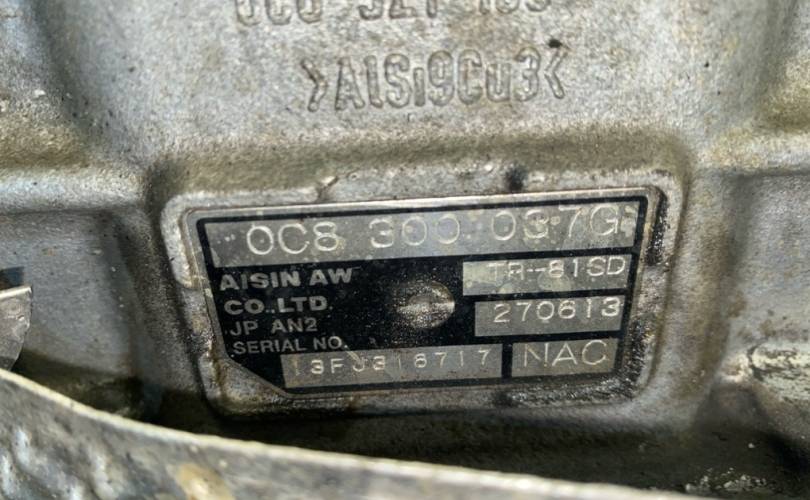 >AlSi9Cu3<
0C8 300 037G
AISIN AW
CO.,LTD
JP AN2
SERIAL NO.
TR-81SD
270613
13FJ316717
NAC